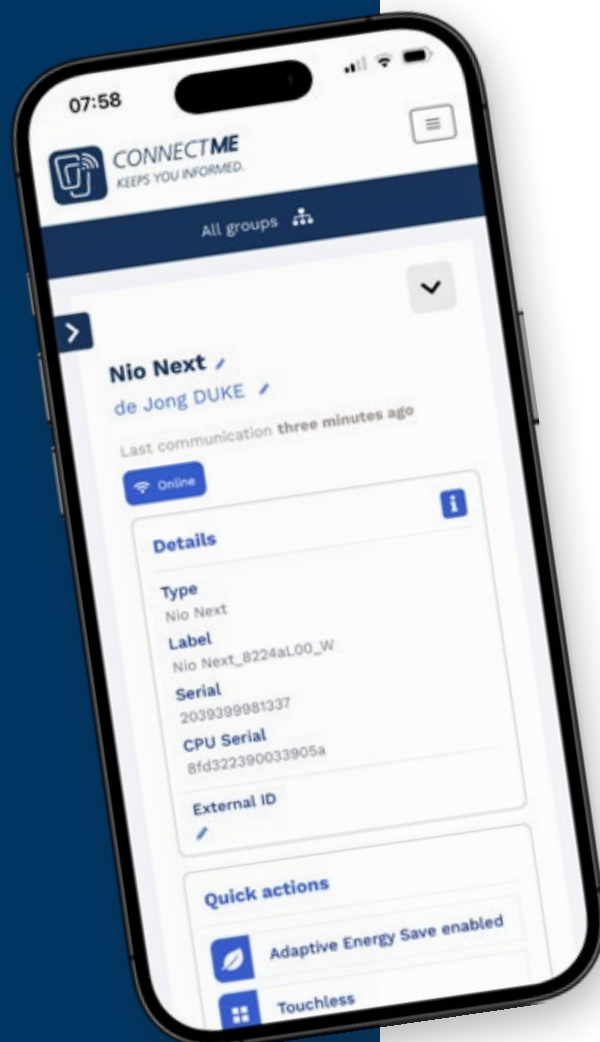 07:58
CONNECTME
KEEPS YOU INFORMED.
All groups
Nio Next
de Jong DUKE
Last communication three minutes ago
Online
Details
Type
Nio Next
Label
Nio Next_8224aL00_W
Serial
2039399981337
CPU Serial
8fd322390033905a
External ID
Quick actions
Adaptive Energy Save enabled
Touchless